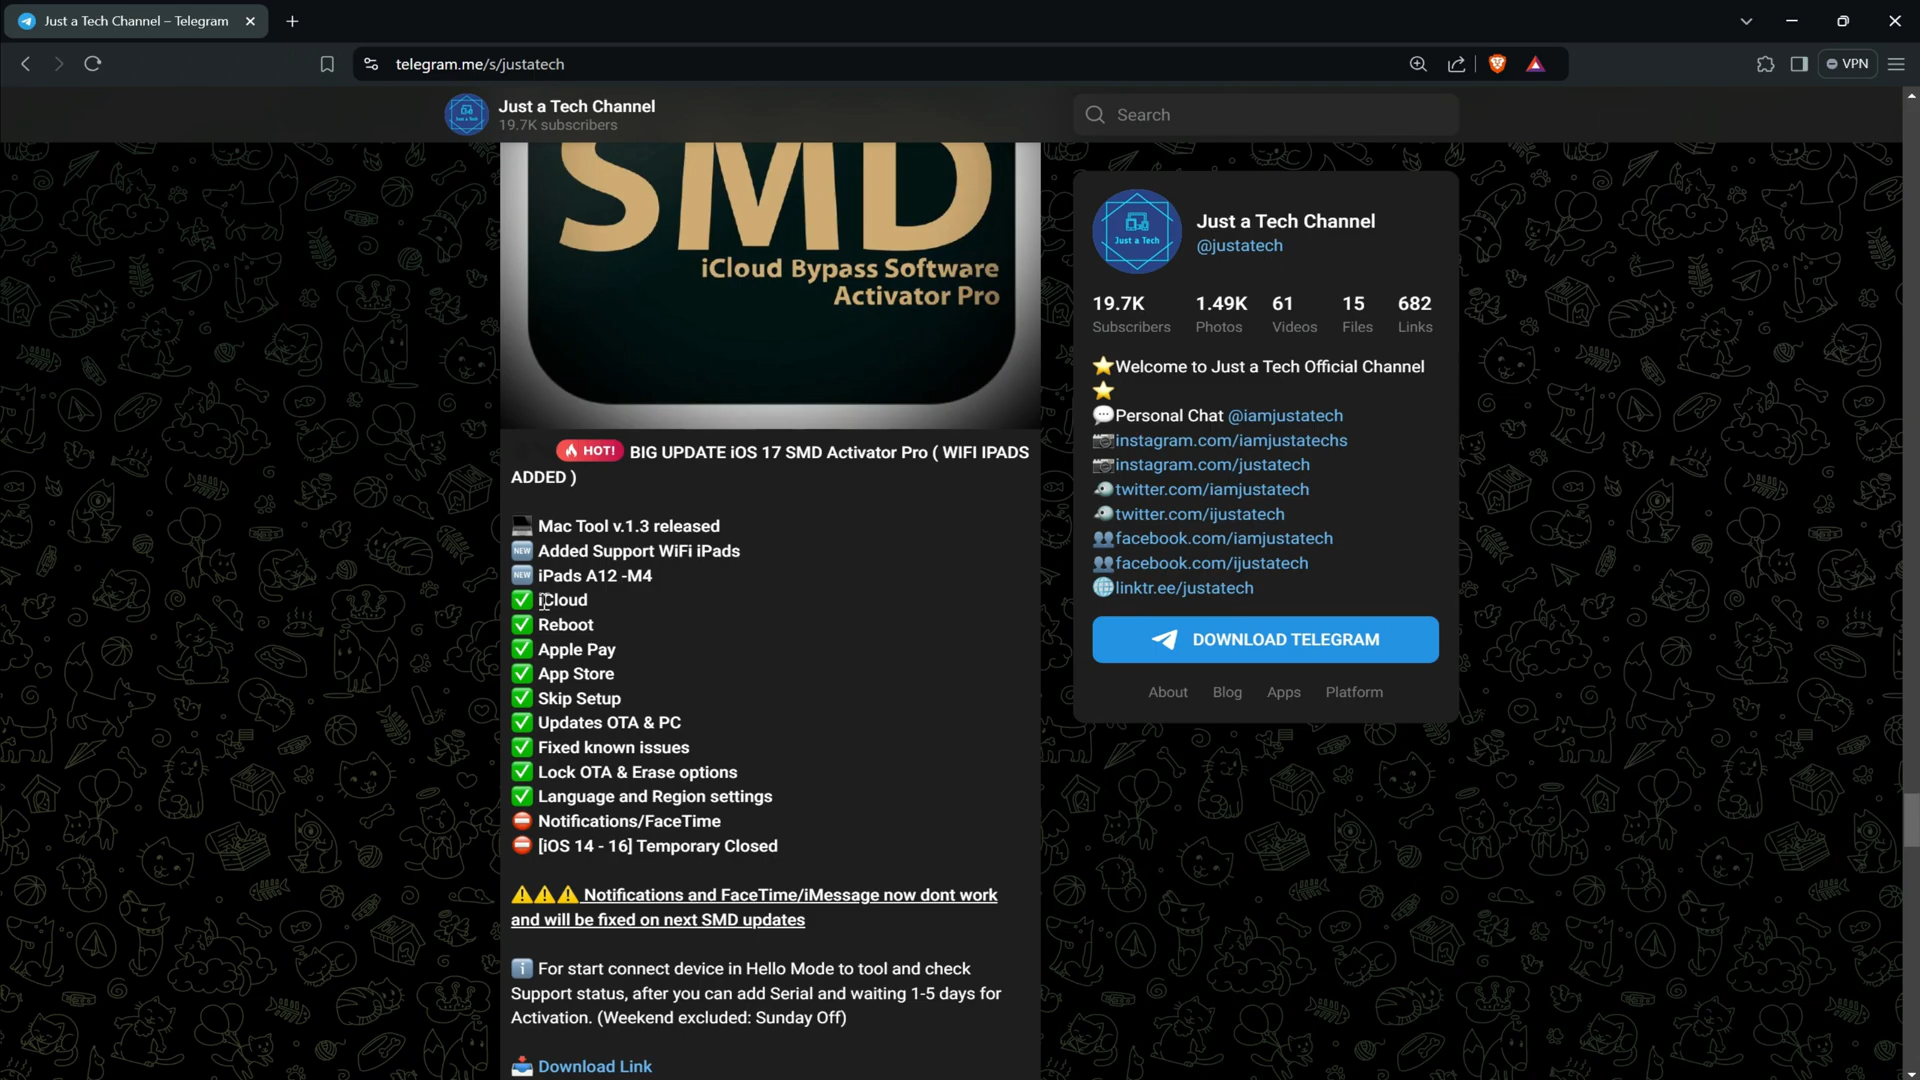 Just a Tech Channel – Telegram
telegram.me/s/justatech
VPN
Just a Tech Channel
19.7K subscribers
Search
SMD
iCloud Bypass Software
Activator Pro
🔥 HOT! BIG UPDATE iOS 17 SMD Activator Pro ( WIFI IPADS
ADDED )
💻 Mac Tool v.1.3 released
🆕 Added Support WiFi iPads
🆕 iPads A12 -M4
✅ iCloud
✅ Reboot
✅ Apple Pay
✅ App Store
✅ Skip Setup
✅ Updates OTA & PC
✅ Fixed known issues
✅ Lock OTA & Erase options
✅ Language and Region settings
⛔ Notifications/FaceTime
⛔ [iOS 14 - 16] Temporary Closed
⚠️⚠️⚠️ Notifications and FaceTime/iMessage now dont work
and will be fixed on next SMD updates
ℹ️ For start connect device in Hello Mode to tool and check
Support status, after you can add Serial and waiting 1-5 days for
Activation. (Weekend excluded: Sunday Off)
📥 Download Link
Just a Tech
Just a Tech Channel
@justatech
19.7K 1.49K 61 15 682
Subscribers Photos Videos Files Links
⭐Welcome to Just a Tech Official Channel
⭐
💬Personal Chat @iamjustatech
📷instagram.com/iamjustatechs
📷instagram.com/justatech
🐦twitter.com/iamjustatech
🐦twitter.com/ijustatech
👥facebook.com/iamjustatech
👥facebook.com/ijustatech
🌐linktr.ee/justatech
DOWNLOAD TELEGRAM
About Blog Apps Platform